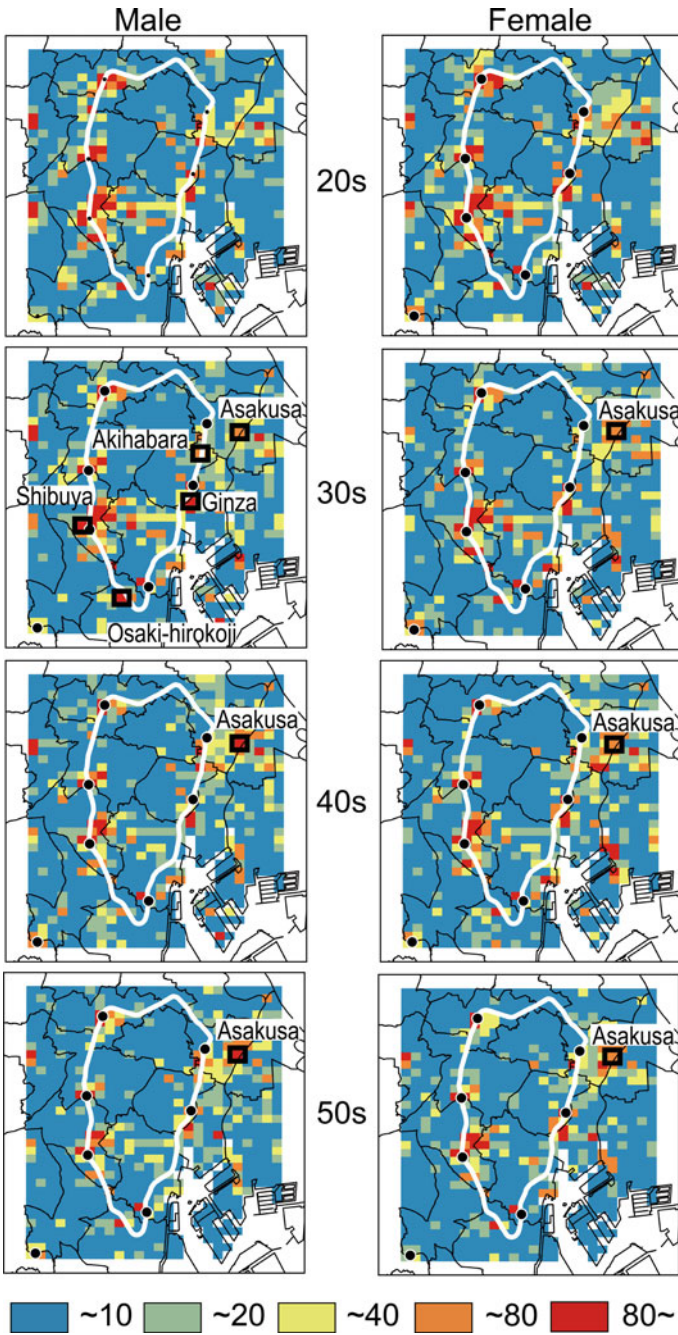 Male Female
20s
Asakusa
Akihabara
Shibuya
Ginza
Osaki-hirokoji
30s
Asakusa
Asakusa
40s
Asakusa
Asakusa
50s
Asakusa
~10 ~20 ~40 ~80 80~